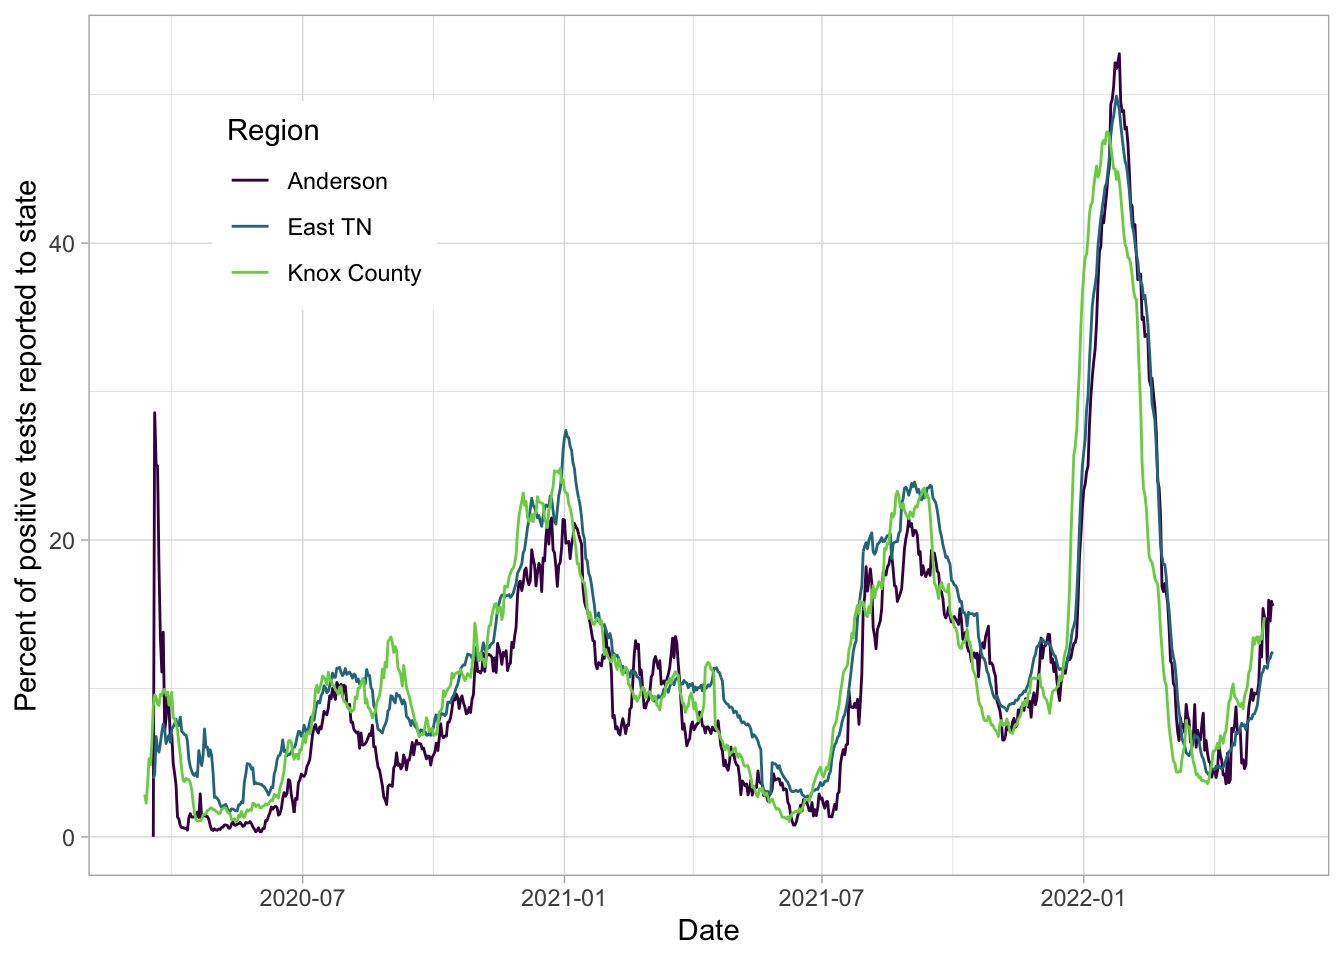 Region
Anderson
East TN
Knox County
Percent of positive tests reported to state
40
20
0
2020-07
2021-01
2021-07
2022-01
Date